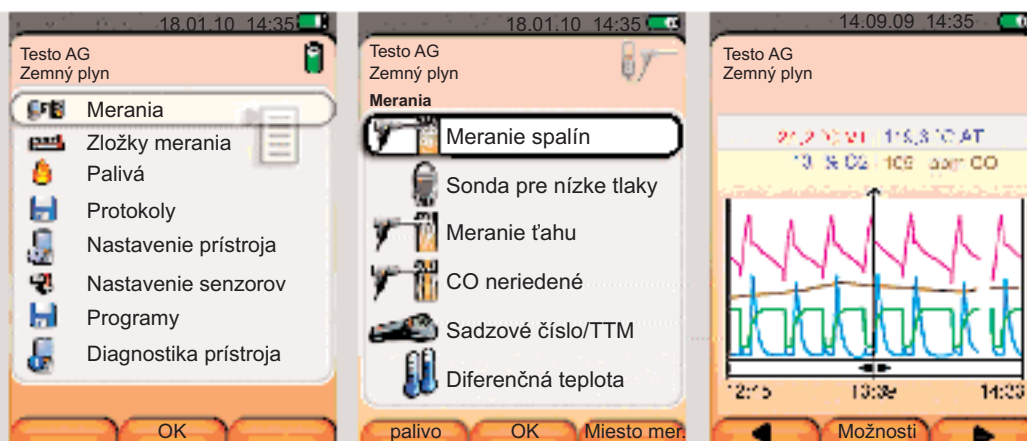 18.01.10 14:35
Testo AG
Zemný plyn
Merania
Zložky merania
Palivá
Protokoly
Nastavenie prístroja
Nastavenie senzorov
Programy
Diagnostika prístroja
OK
18.01.10 14:35
Testo AG
Zemný plyn
Merania
Meranie spalín
Sonda pre nízke tlaky
Meranie ťahu
CO neriedené
Sadzové číslo/TTM
Diferenčná teplota
palivo OK Miesto mer.
14.09.09 14:35
Testo AG
Zemný plyn
°C AT
ppm CO
Možnosti